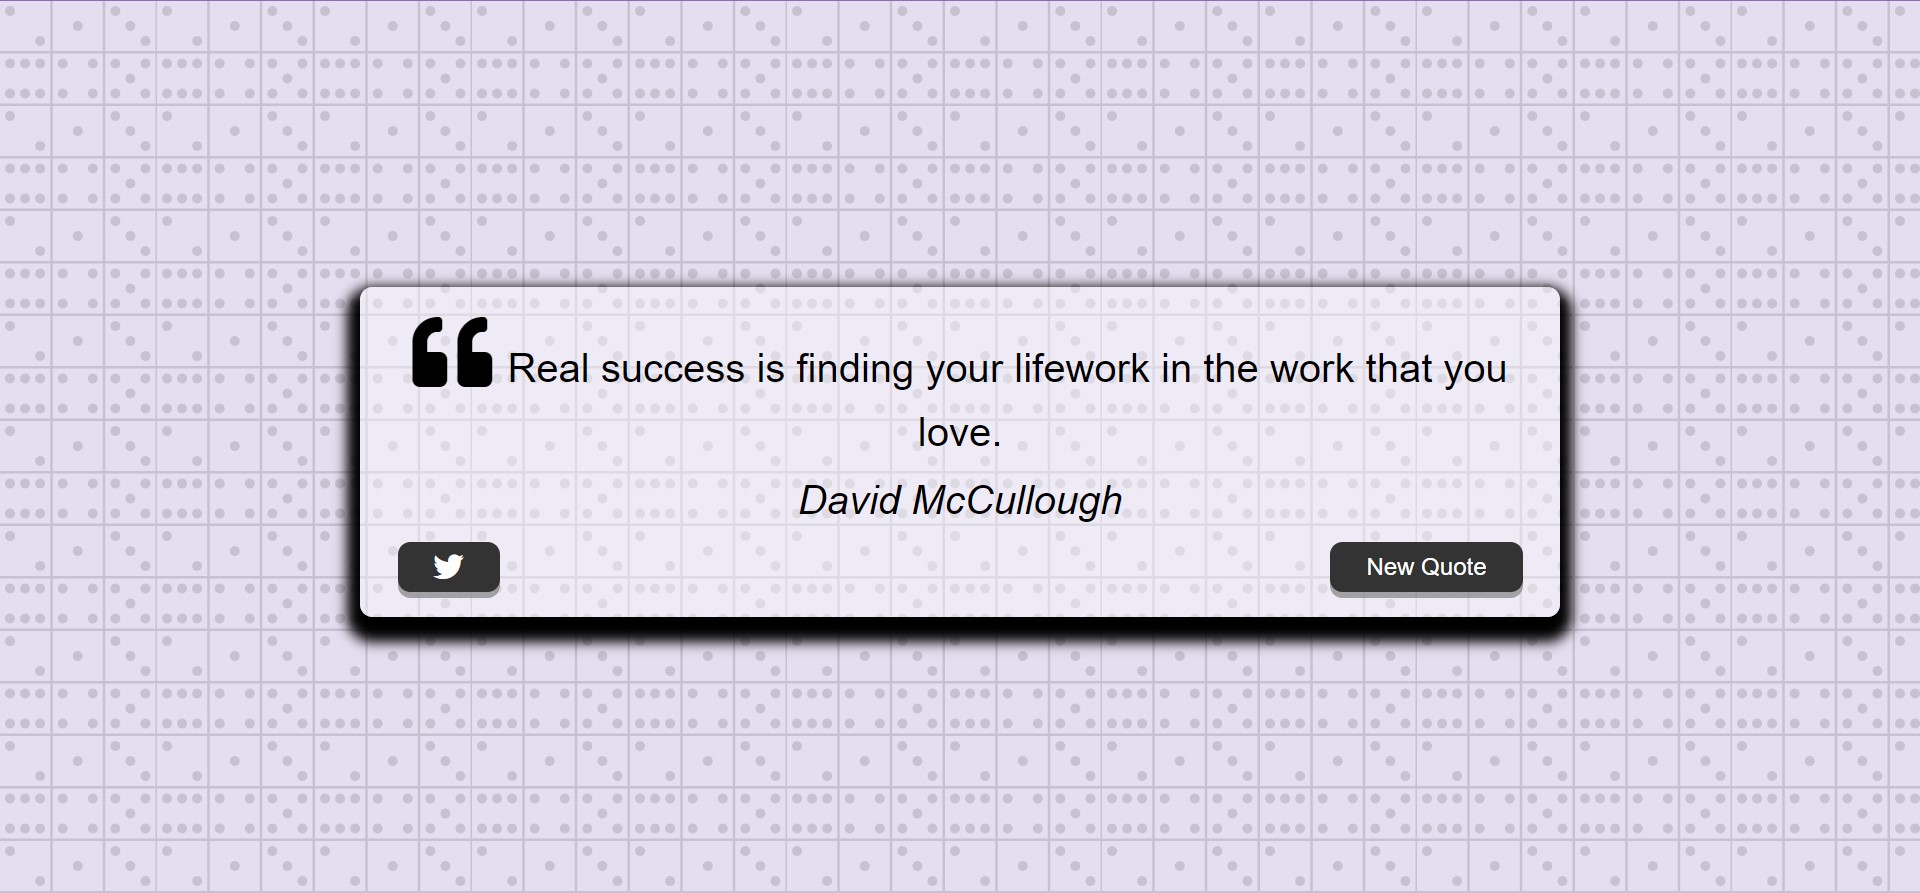 Real success is finding your lifework in the work that you
love.
David McCullough
New Quote